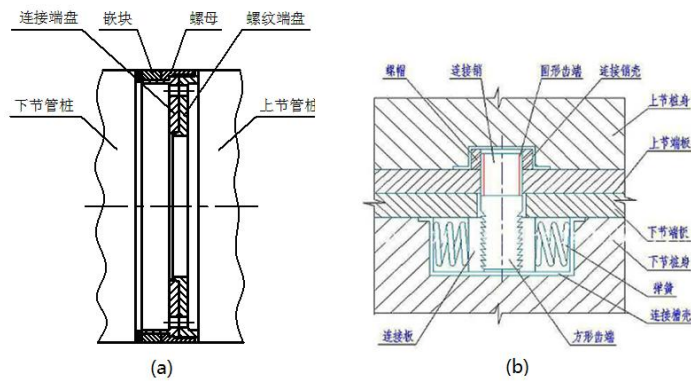 连接端盘
嵌块
螺母
螺纹端盘
下节管桩
上节管桩
(a)
螺帽
连接销
圆形齿端
连接销壳
上节桩身
上节端板
下节端板
下节桩身
弹簧
连接槽壳
连接板
方形齿端
(b)